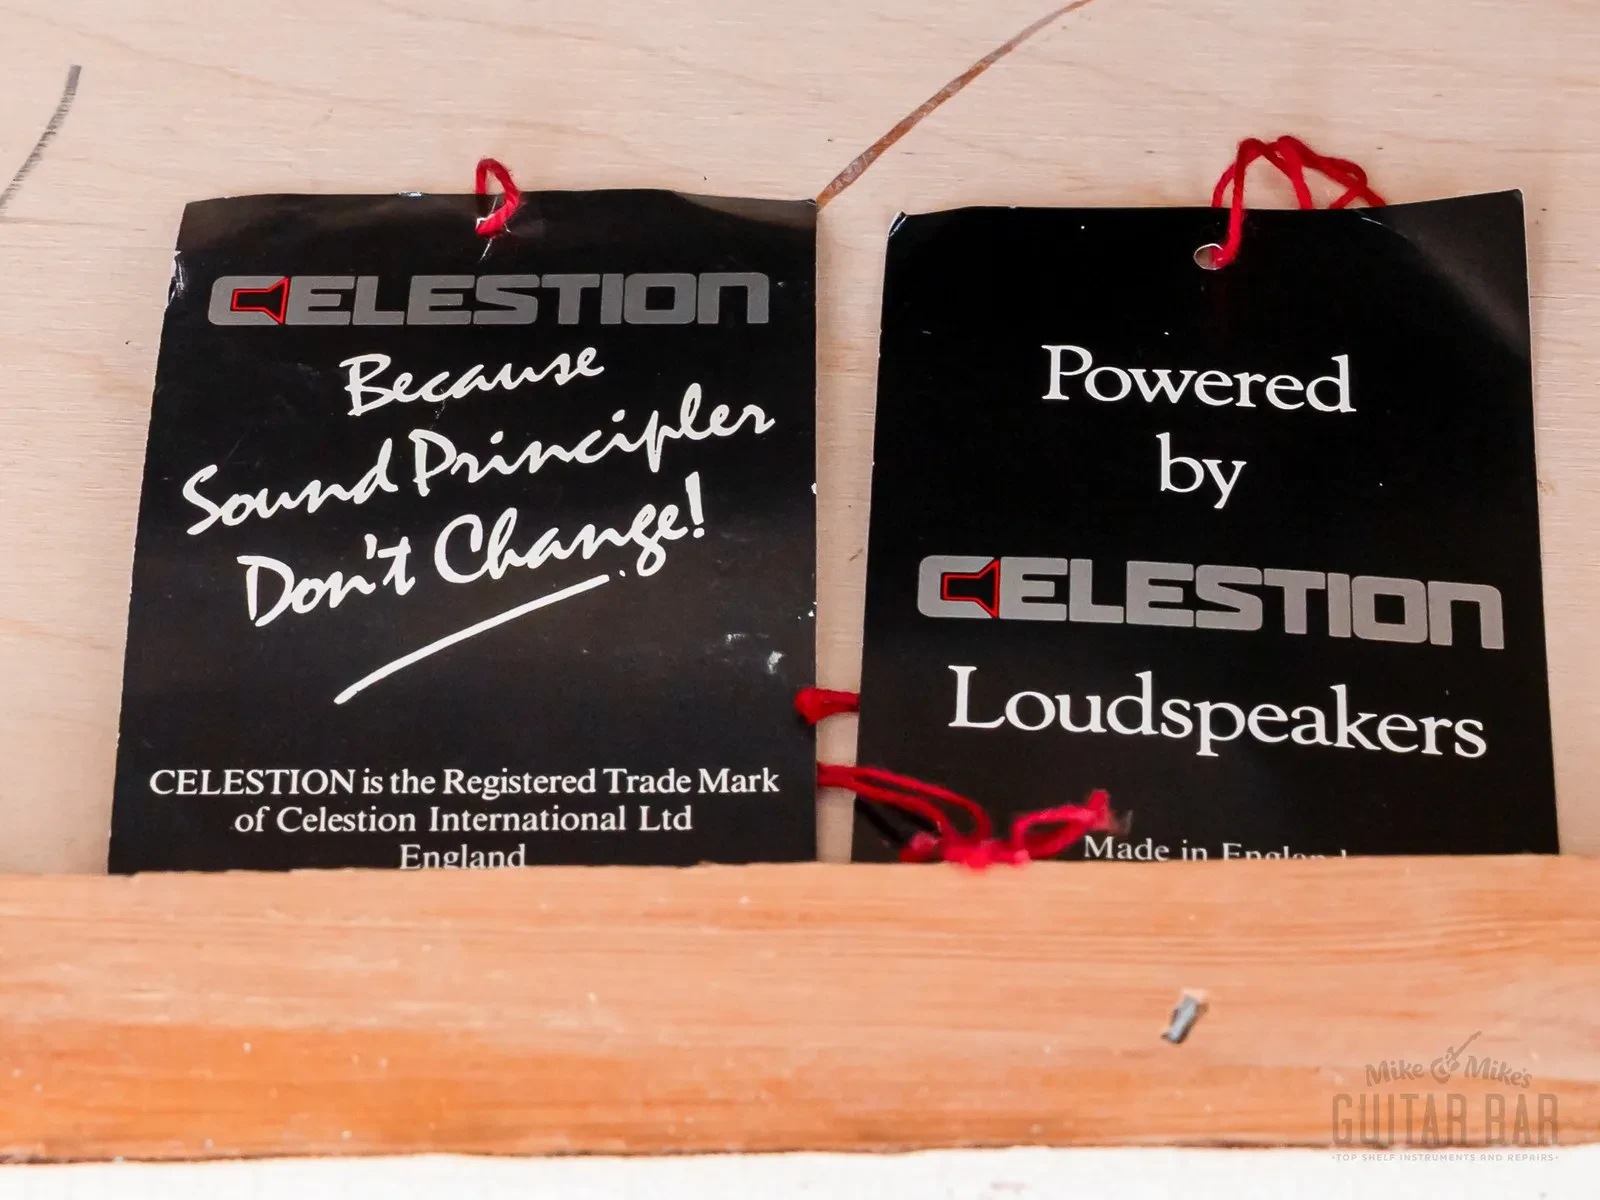 CELESTION
Because
Sound Principles
Don't Change!
CELESTION is the Registered Trade Mark
of Celestion International Ltd
England
Powered
by
CELESTION
Loudspeakers
Made in England
Mike & Mike's
GUITAR BAR
·TOP SHELF INSTRUMENTS AND REPAIRS·